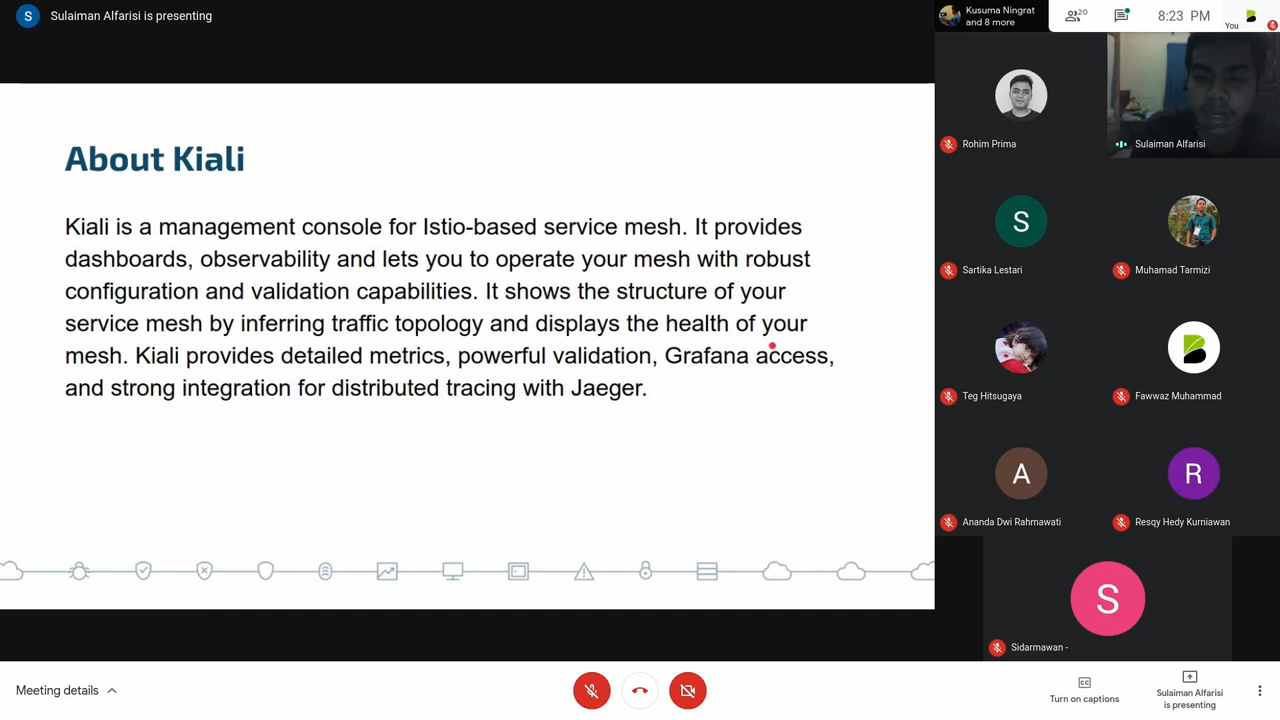 S
Sulaiman Alfarisi is presenting
Kusuma Ningrat
and 8 more
20
8:23 PM
You
About Kiali
Kiali is a management console for Istio-based service mesh. It provides
dashboards, observability and lets you to operate your mesh with robust
configuration and validation capabilities. It shows the structure of your
service mesh by inferring traffic topology and displays the health of your
mesh. Kiali provides detailed metrics, powerful validation, Grafana access,
and strong integration for distributed tracing with Jaeger.
Rohim Prima
Sulaiman Alfarisi
S
Sartika Lestari
Muhamad Tarmizi
Teg Hitsugaya
Fawwaz Muhammad
A
Ananda Dwi Rahmawati
R
Resqy Hedy Kurniawan
S
Sidarmawan -
Meeting details
CC
Turn on captions
Sulaiman Alfarisi
is presenting